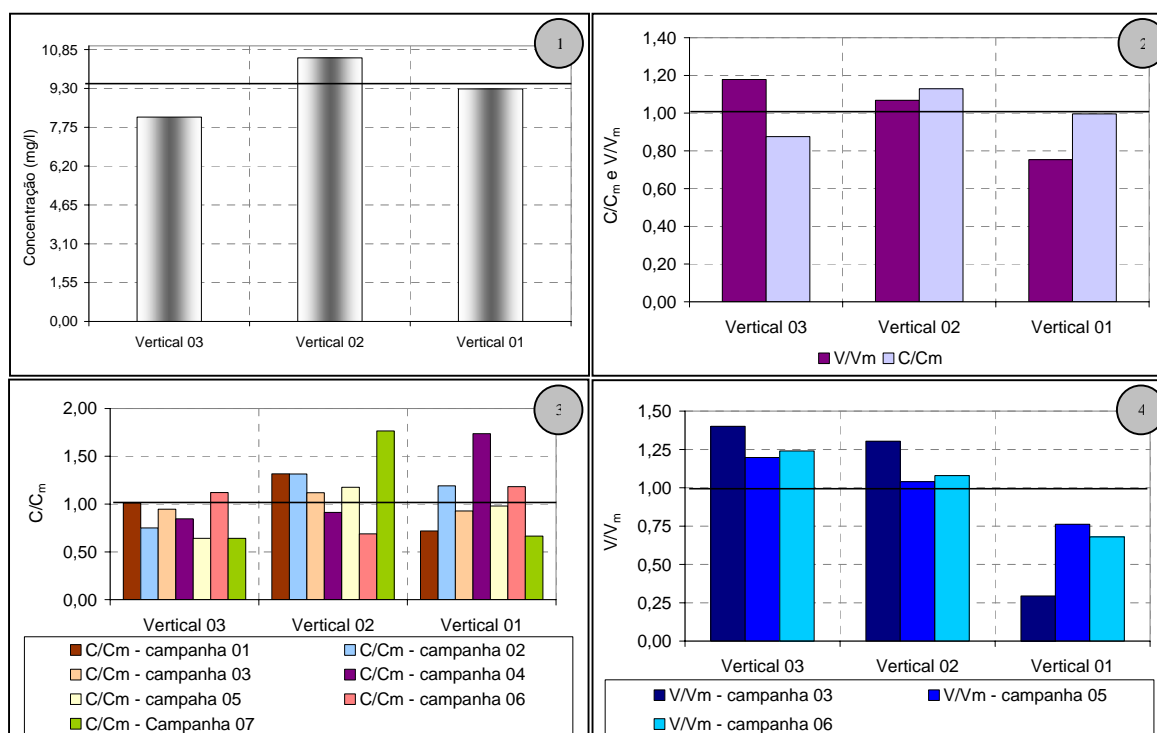 1
10,85
9,30
7,75
6,20
4,65
3,10
1,55
0,00
Concentração (mg/l)
Vertical 03 Vertical 02 Vertical 01
2
1,40
1,20
1,00
0,80
0,60
0,40
0,20
0,00
C/Cm e V/Vm
Vertical 03 Vertical 02 Vertical 01
V/Vm C/Cm
3
2,00
1,50
1,00
0,50
0,00
C/Cm
Vertical 03 Vertical 02 Vertical 01
C/Cm - campanha 01 C/Cm - campanha 02
C/Cm - campanha 03 C/Cm - campanha 04
C/Cm - campaha 05 C/Cm - campanha 06
C/Cm - Campanha 07
4
1,50
1,25
1,00
0,75
0,50
0,25
0,00
V/Vm
Vertical 03 Vertical 02 Vertical 01
V/Vm - campanha 03 V/Vm - campanha 05
V/Vm - campanha 06